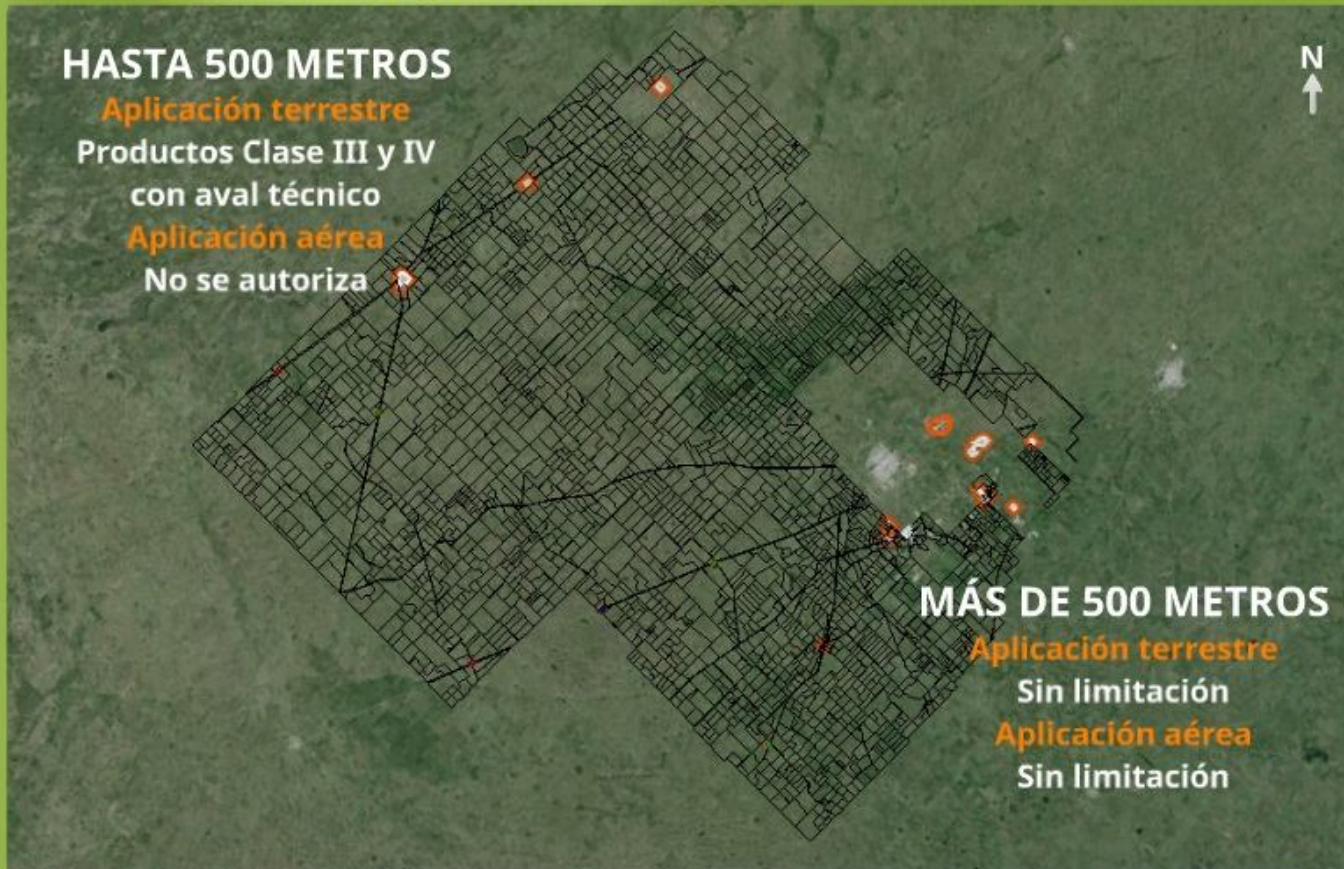 HASTA 500 METROS
Aplicación terrestre
Productos Clase III y IV
con aval técnico
Aplicación aérea
No se autoriza
N
MÁS DE 500 METROS
Aplicación terrestre
Sin limitación
Aplicación aérea
Sin limitación